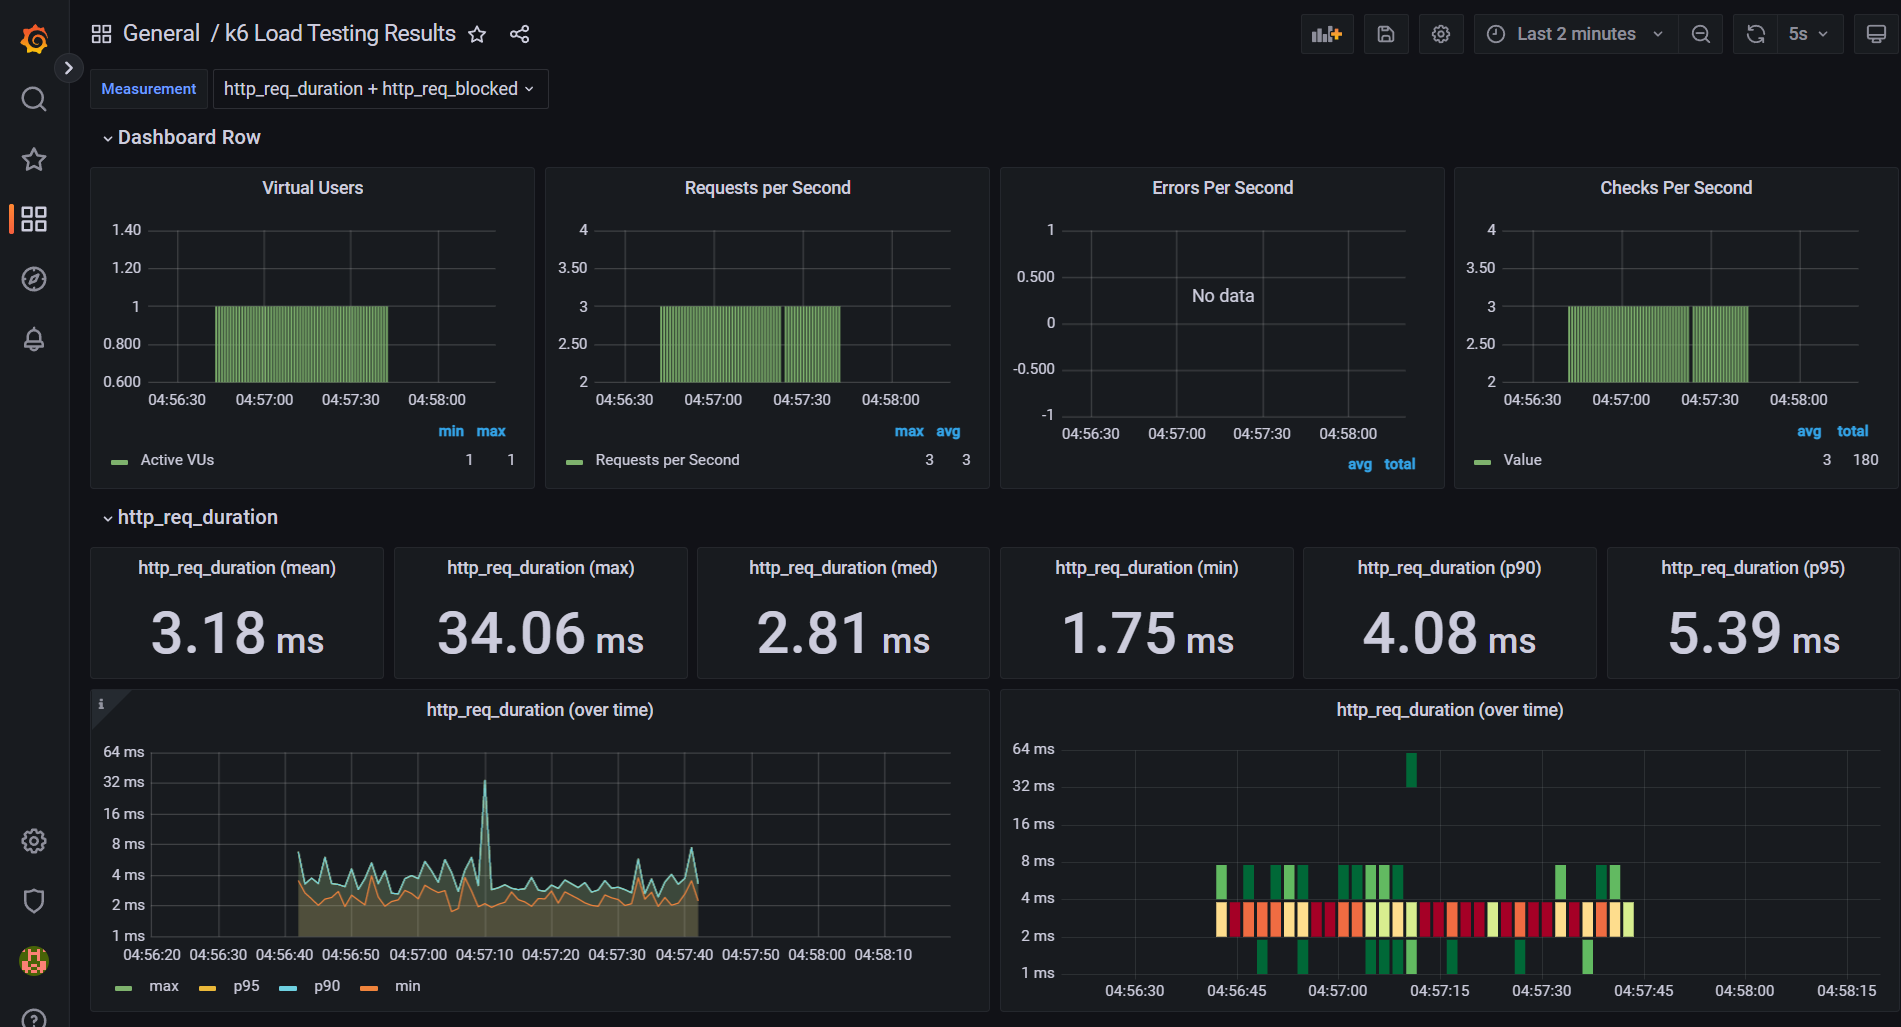 General / k6 Load Testing Results
Last 2 minutes
5s
Measurement
http_req_duration + http_req_blocked
Dashboard Row
Virtual Users
1.40
1.20
1
0.800
0.600
04:56:30 04:57:00 04:57:30 04:58:00
min max
Active VUs 1 1
Requests per Second
4
3.50
3
2.50
2
04:56:30 04:57:00 04:57:30 04:58:00
max avg
Requests per Second 3 3
Errors Per Second
1
0.500
No data
0
-0.500
-1
04:56:30 04:57:00 04:57:30 04:58:00
avg total
Checks Per Second
4
3.50
3
2.50
2
04:56:30 04:57:00 04:57:30 04:58:00
avg total
Value 3 180
http_req_duration
http_req_duration (mean)
3.18 ms
http_req_duration (max)
34.06 ms
http_req_duration (med)
2.81 ms
http_req_duration (min)
1.75 ms
http_req_duration (p90)
4.08 ms
http_req_duration (p95)
5.39 ms
i
http_req_duration (over time)
64 ms
32 ms
16 ms
8 ms
4 ms
2 ms
1 ms
04:56:20 04:56:30 04:56:40 04:56:50 04:57:00 04:57:10 04:57:20 04:57:30 04:57:40 04:57:50 04:58:00 04:58:10
max p95 p90 min
http_req_duration (over time)
64 ms
32 ms
16 ms
8 ms
4 ms
2 ms
1 ms
04:56:30 04:56:45 04:57:00 04:57:15 04:57:30 04:57:45 04:58:00 04:58:15